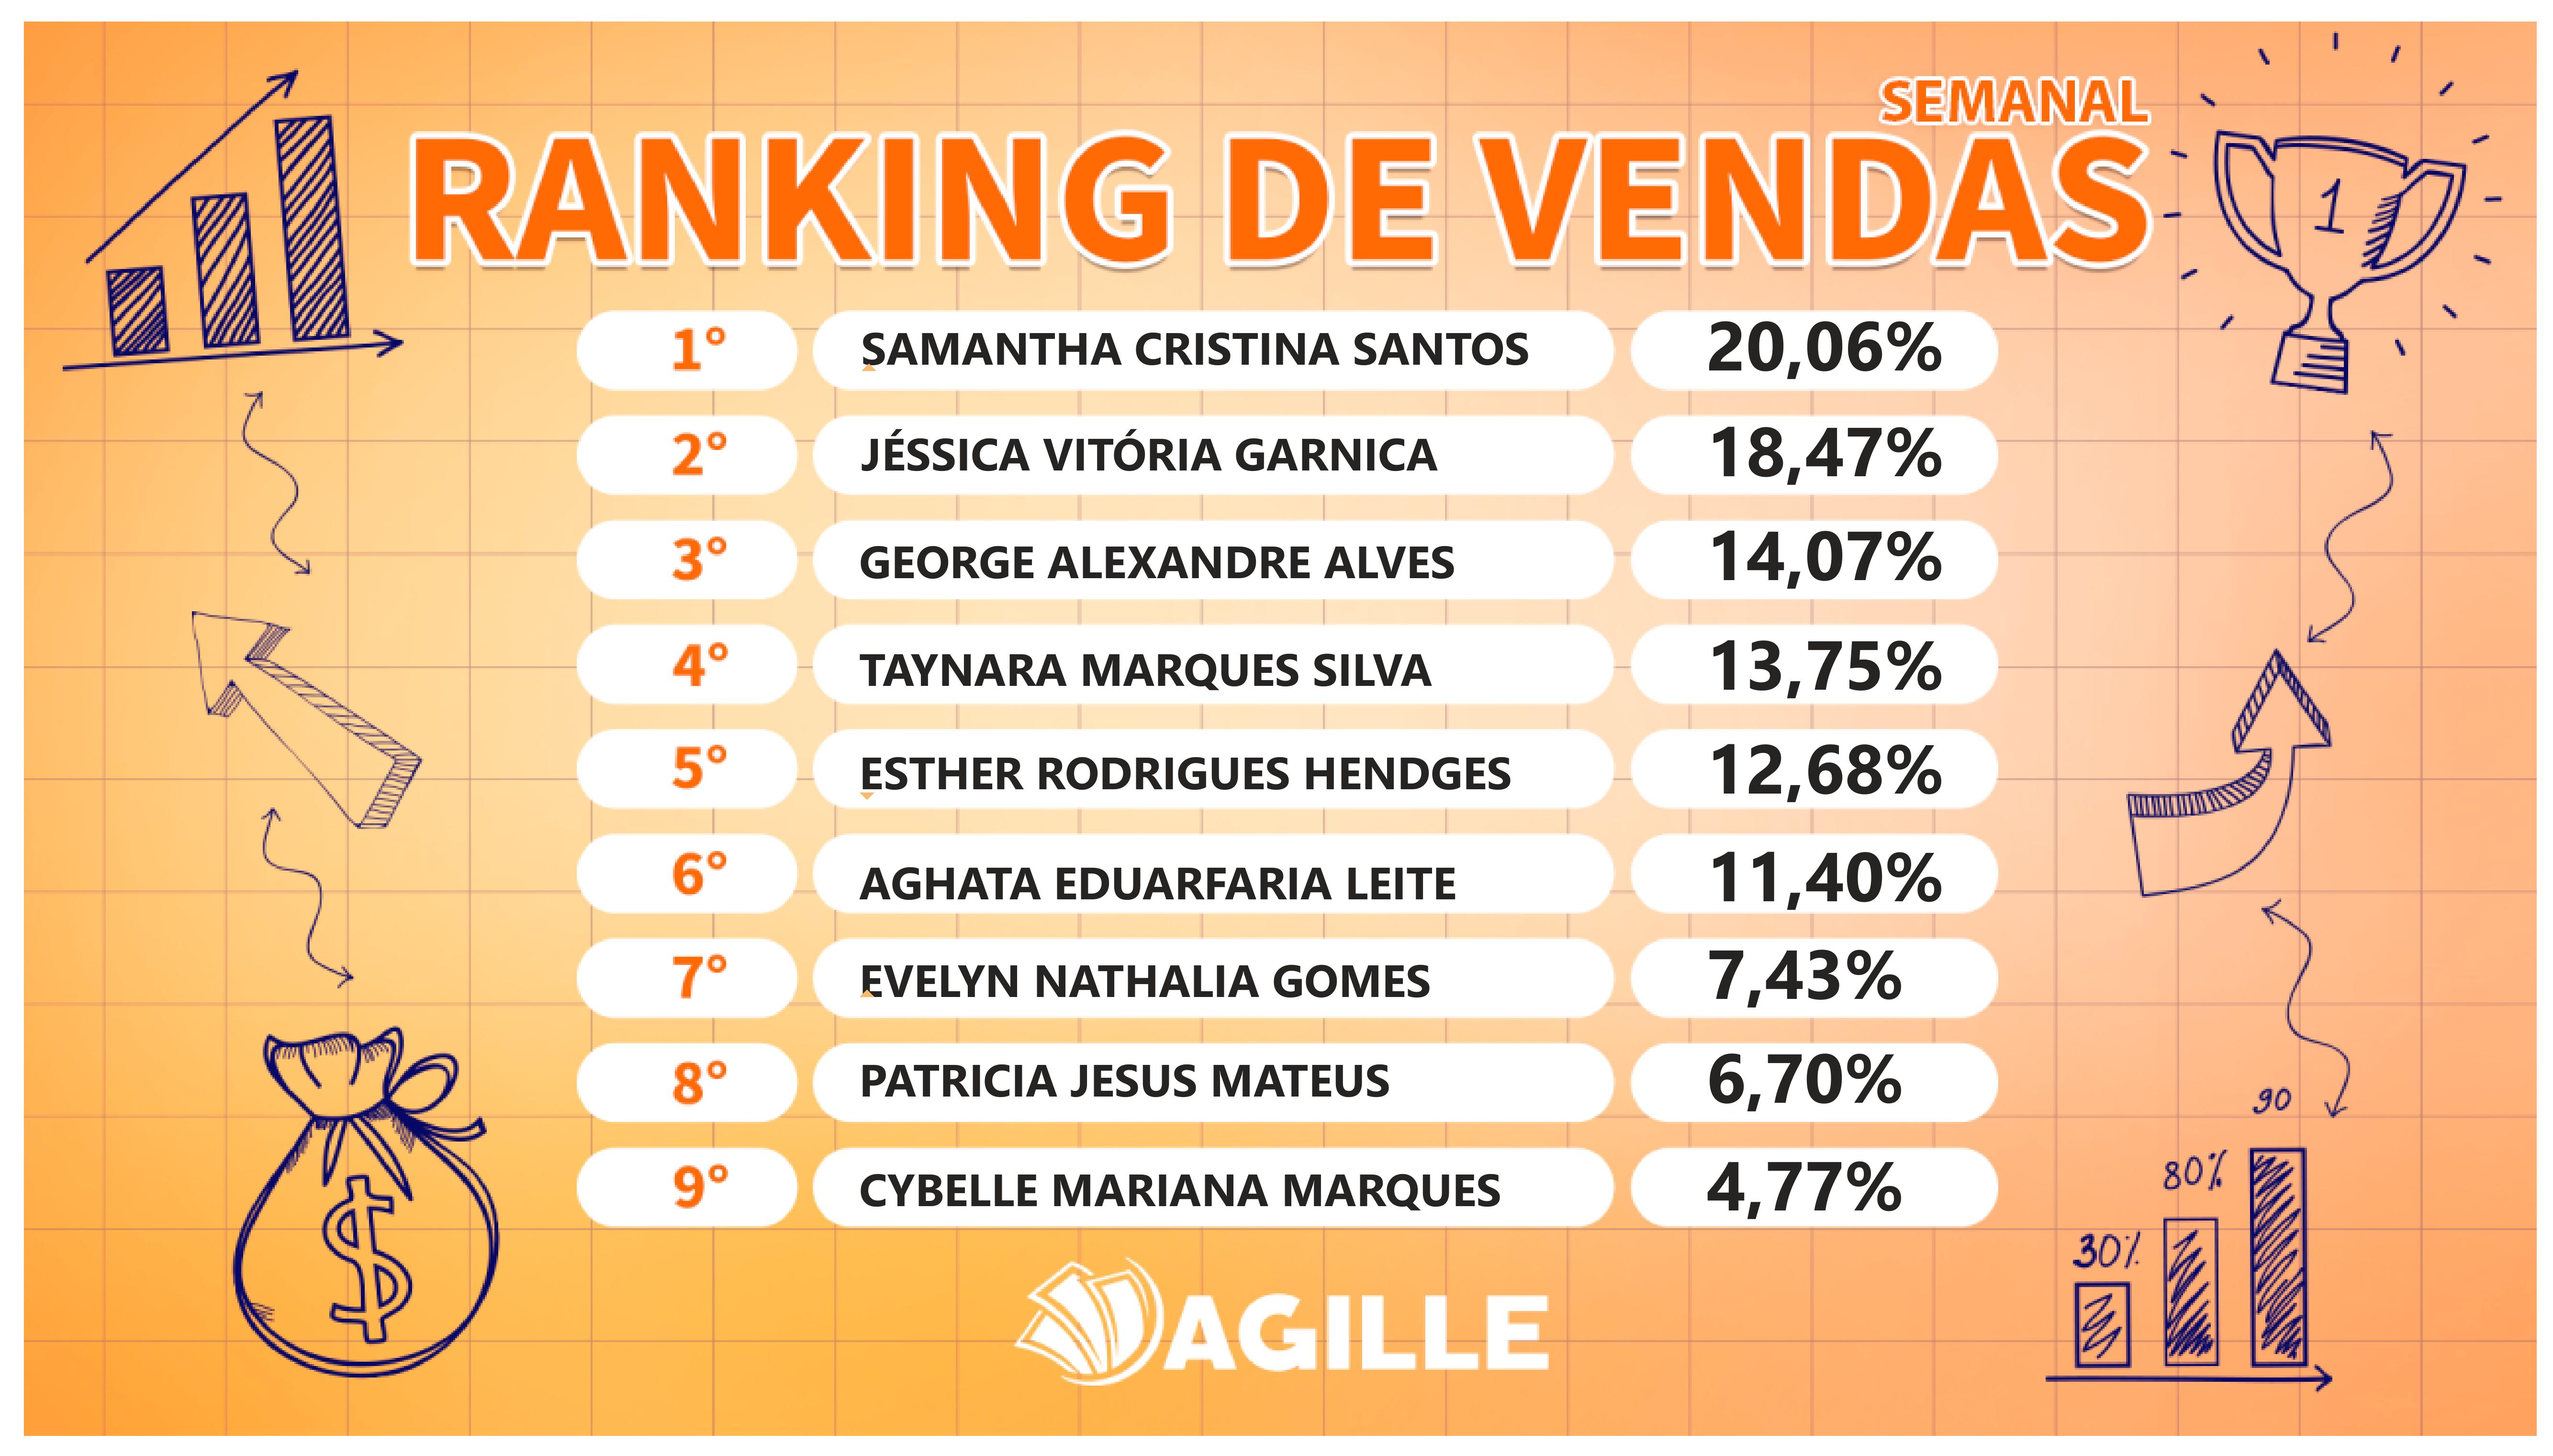 SEMANAL
RANKING DE VENDAS
1
1° SAMANTHA CRISTINA SANTOS 20,06%
2° JÉSSICA VITÓRIA GARNICA 18,47%
3° GEORGE ALEXANDRE ALVES 14,07%
4° TAYNARA MARQUES SILVA 13,75%
5° ESTHER RODRIGUES HENDGES 12,68%
6° AGHATA EDUARFARIA LEITE 11,40%
7° EVELYN NATHALIA GOMES 7,43%
8° PATRICIA JESUS MATEUS 6,70%
9° CYBELLE MARIANA MARQUES 4,77%
90
80%
30%
$
AGILLE